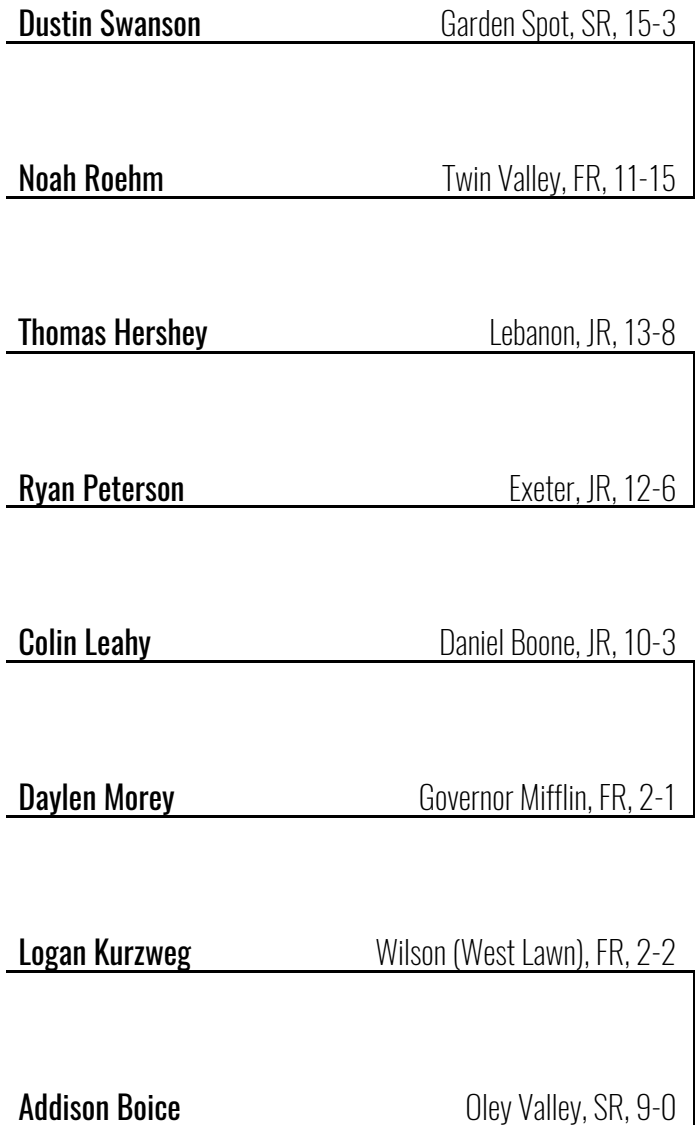 Dustin Swanson Garden Spot, SR, 15-3
Noah Roehm Twin Valley, FR, 11-15
Thomas Hershey Lebanon, JR, 13-8
Ryan Peterson Exeter, JR, 12-6
Colin Leahy Daniel Boone, JR, 10-3
Daylen Morey Governor Mifflin, FR, 2-1
Logan Kurzweg Wilson (West Lawn), FR, 2-2
Addison Boice Oley Valley, SR, 9-0